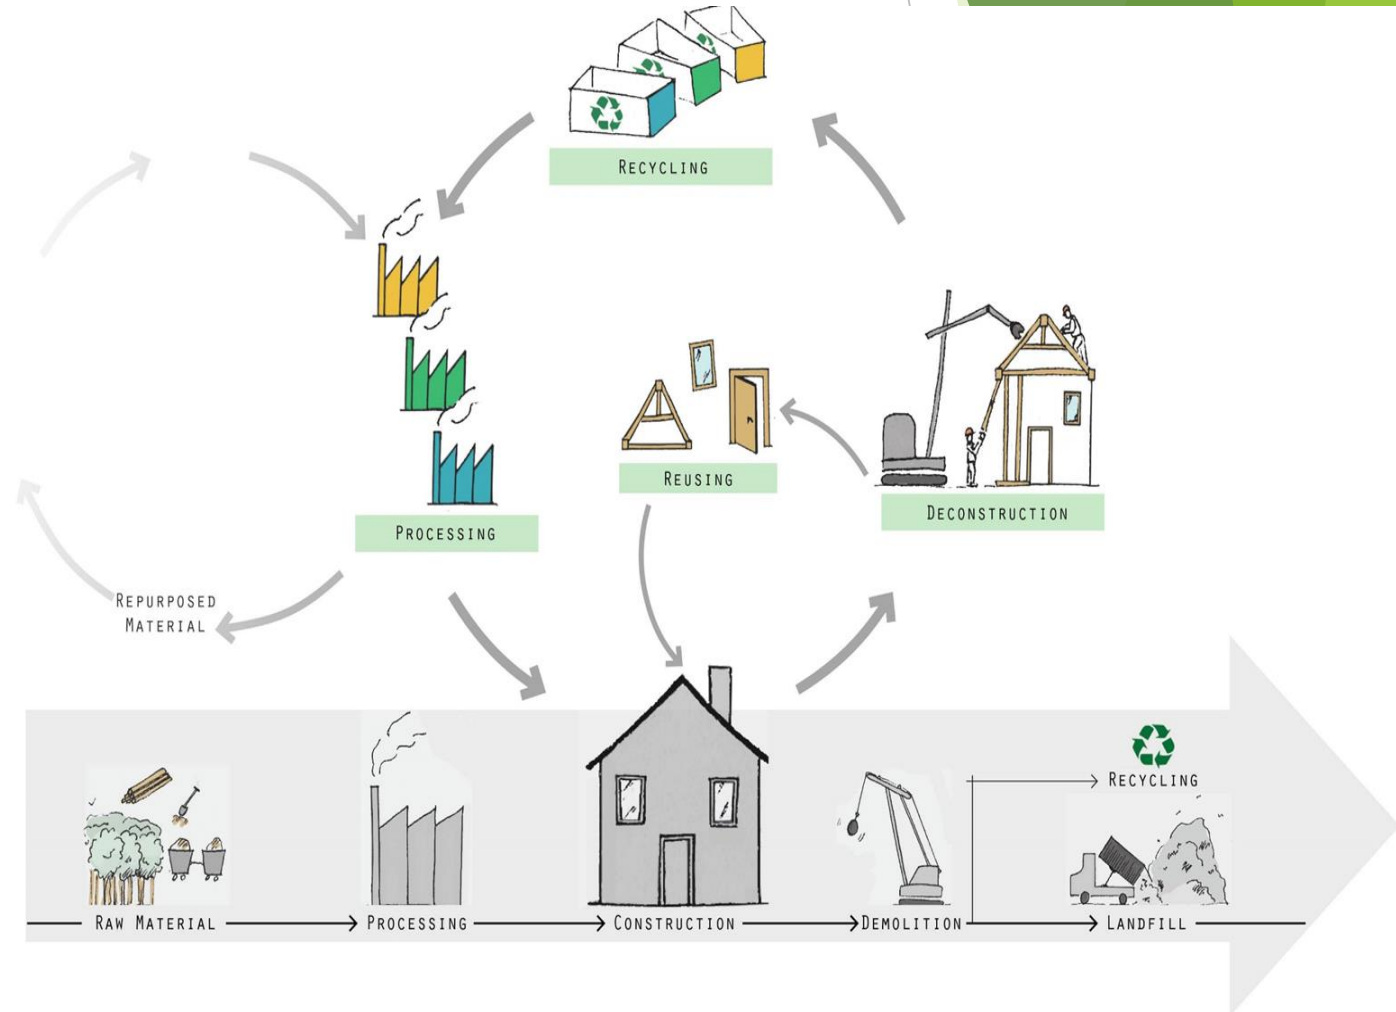 RECYCLING
REUSING
DECONSTRUCTION
PROCESSING
REPURPOSED
MATERIAL
RECYCLING
RAW MATERIAL
PROCESSING
CONSTRUCTION
DEMOLITION
LANDFILL